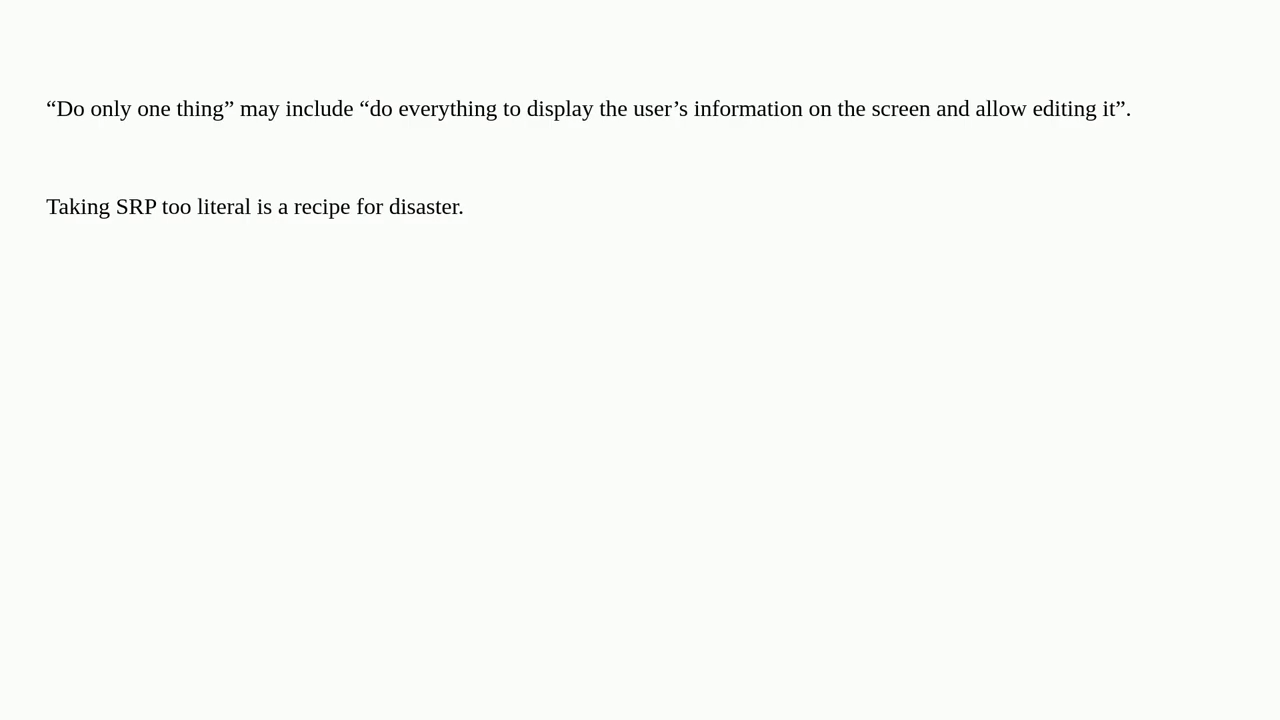 “Do only one thing” may include “do everything to display the user’s information on the screen and allow editing it”.
Taking SRP too literal is a recipe for disaster.